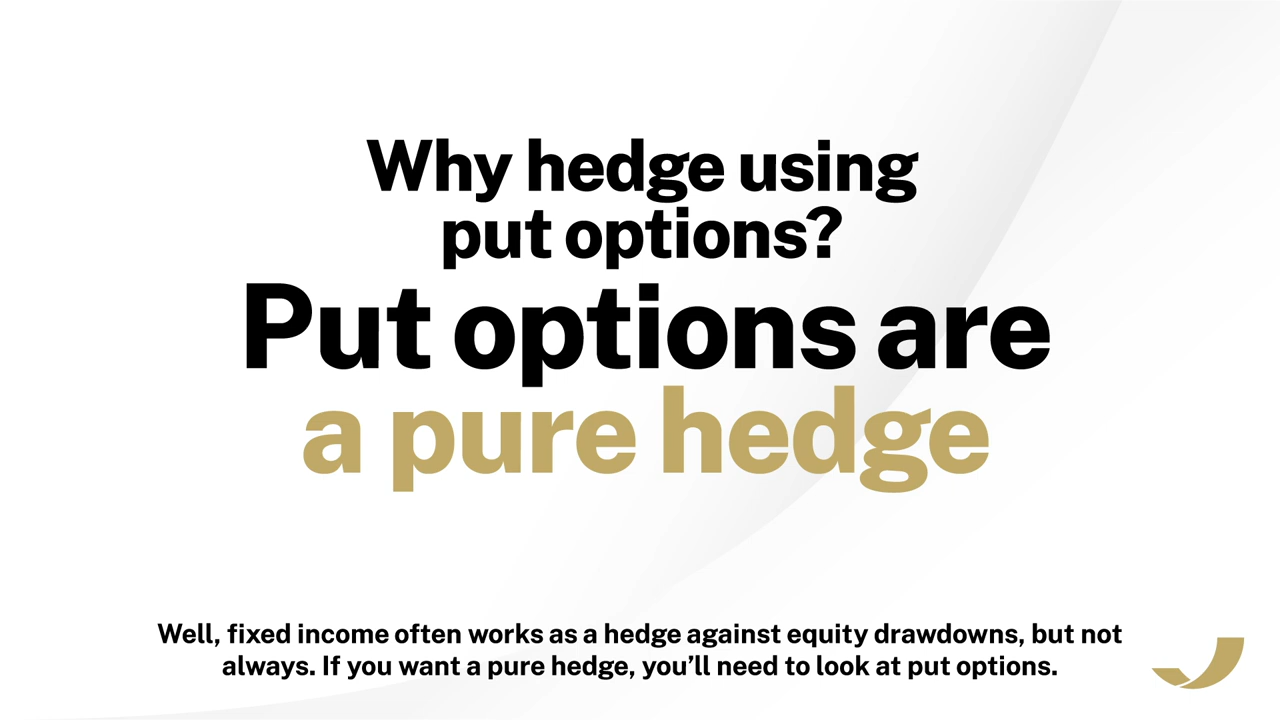 Why hedge using
put options?
Put options are
a pure hedge
Well, fixed income often works as a hedge against equity drawdowns, but not
always. If you want a pure hedge, you’ll need to look at put options.